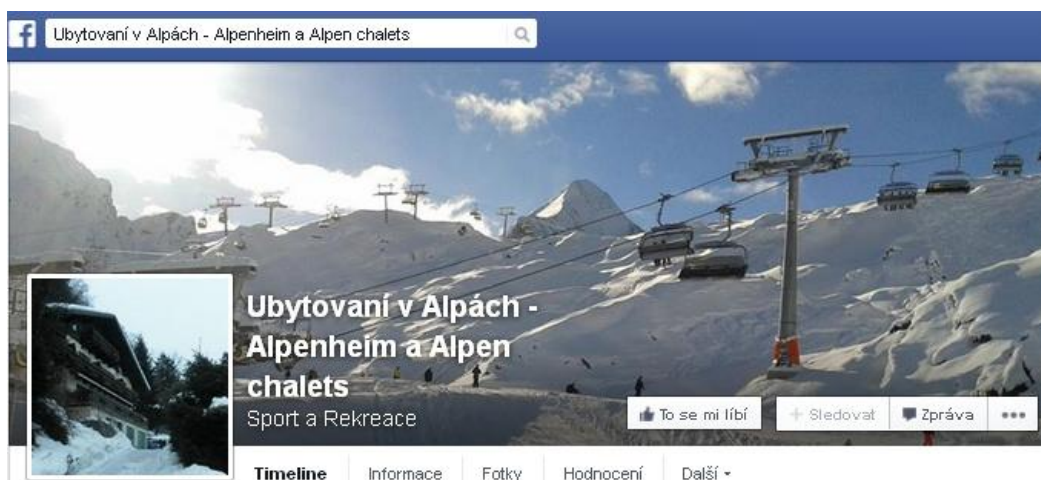 Ubytovaní v Alpách - Alpenheim a Alpen chalets
Ubytovaní v Alpách -
Alpenheim a Alpen
chalets
Sport a Rekreace
To se mi líbí
+ Sledovat
Zpráva
Timeline
Informace
Fotky
Hodnocení
Další